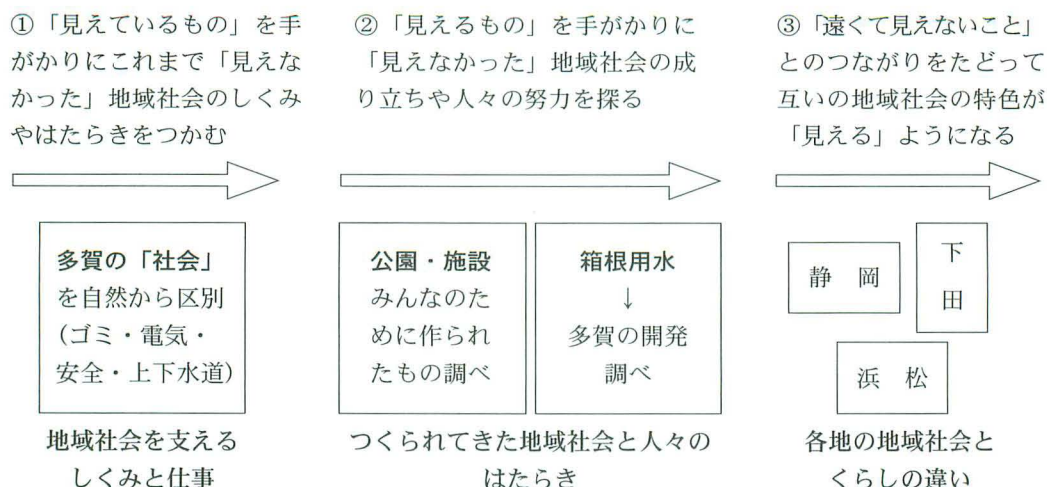 ①「見えているもの」を手
がかりにこれまで「見えな
かった」地域社会のしくみ
やはたらきをつかむ
②「見えるもの」を手がかりに
「見えなかった」地域社会の成
り立ちや人々の努力を探る
③「遠くて見えないこと」
とのつながりをたどって
互いの地域社会の特色が
「見える」ようになる
多賀の「社会」
を自然から区別
(ゴミ・電気・
安全・上下水道)
地域社会を支える
しくみと仕事
公園・施設
みんなのた
めに作られ
たもの調べ
箱根用水
↓
多賀の開発
調べ
つくられてきた地域社会と人々の
はたらき
静 岡
下
田
浜 松
各地の地域社会と
くらしの違い